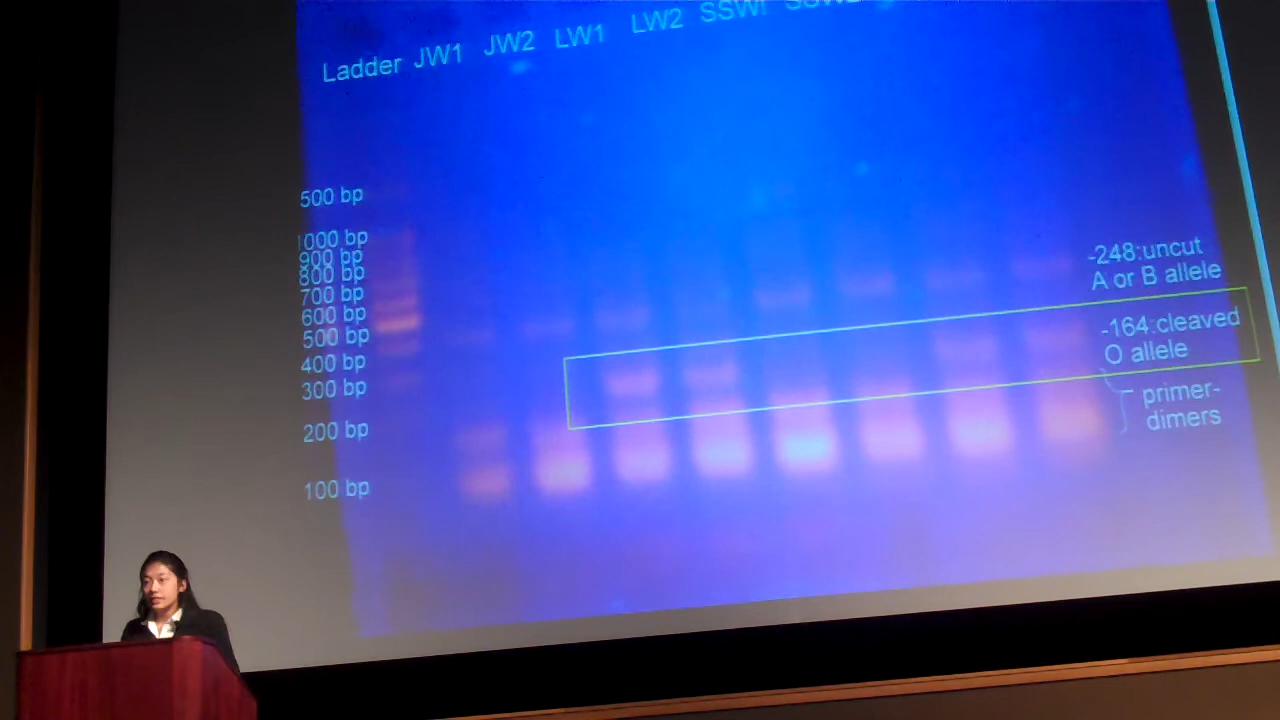 Ladder JW1 JW2 LW1 LW2 SSW1 SSW2
500 bp
1000 bp
900 bp
800 bp
700 bp
600 bp
500 bp
400 bp
300 bp
200 bp
100 bp
-248:uncut
A or B allele
-164:cleaved
O allele
primer-
dimers